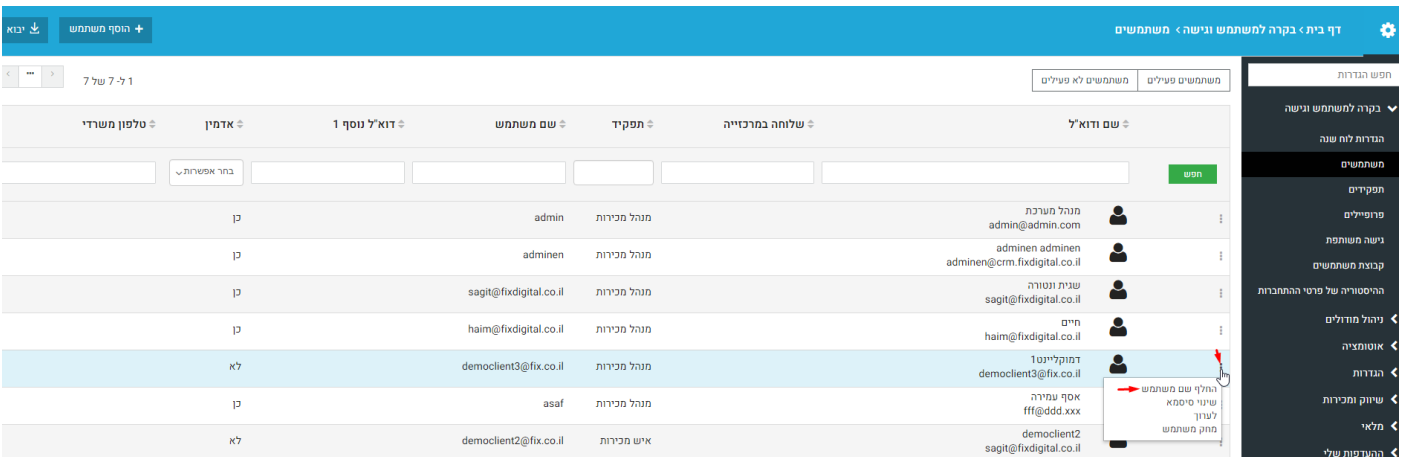 דף בית > בקרה למשתמש וגישה > משתמשים
+ הוסף משתמש
יבוא
חפש הגדרות
בקרה למשתמש וגישה
הגדרות לוח שנה
משתמשים
תפקידים
פרופיילים
גישה משותפת
קבוצת משתמשים
ההיסטוריה של פרטי ההתחברות
ניהול מודולים
אוטומציה
הגדרות
שיווק ומכירות
מלאי
ההעדפות שלי
משתמשים פעילים משתמשים לא פעילים
1 ל- 7 של 7
שם ודוא"ל שלוחה במרכזייה תפקיד שם משתמש דוא"ל נוסף 1 אדמין טלפון משרדי
חפש בחר אפשרות
מנהל מערכת
admin@admin.com מנהל מכירות admin כן
adminen adminen
adminen@crm.fixdigital.co.il מנהל מכירות adminen כן
שגית ונטורה
sagit@fixdigital.co.il מנהל מכירות sagit@fixdigital.co.il כן
חיים
haim@fixdigital.co.il מנהל מכירות haim@fixdigital.co.il כן
דמוקליינט1
democlient3@fix.co.il מנהל מכירות democlient3@fix.co.il לא
אסף עמירה
fff@ddd.xxx מנהל מכירות asaf כן
democlient2
sagit@fixdigital.co.il איש מכירות democlient2@fix.co.il לא
החלף שם משתמש
שינוי סיסמא
לערוך
מחק משתמש